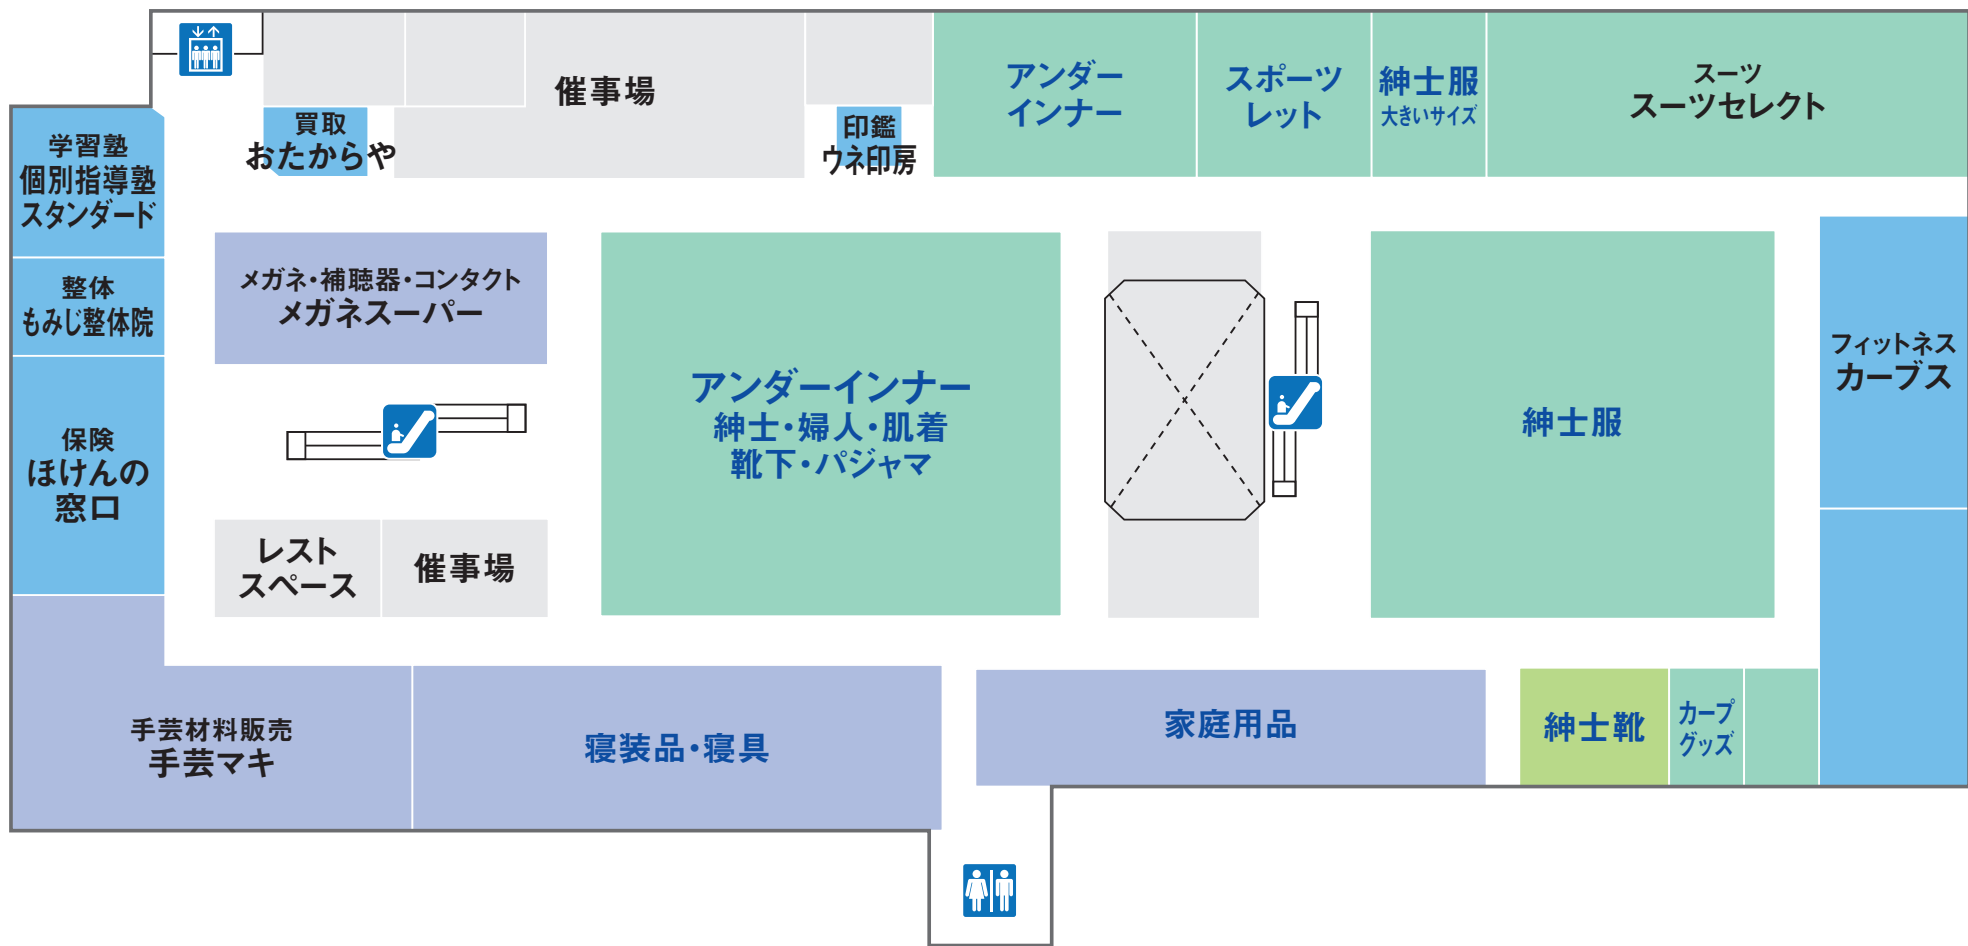 催事場
アンダー
インナー
スポーツ
レット
紳士服
大きいサイズ
スーツ
スーツセレクト
買取
おたからや
印鑑
ウネ印房
学習塾
個別指導塾
スタンダード
整体
もみじ整体院
保険
ほけんの
窓口
メガネ・補聴器・コンタクト
メガネスーパー
アンダーインナー
紳士・婦人・肌着
靴下・パジャマ
紳士服
フィットネス
カーブス
レスト
スペース
催事場
手芸材料販売
手芸マキ
寝装品・寝具
家庭用品
紳士靴
カープ
グッズ